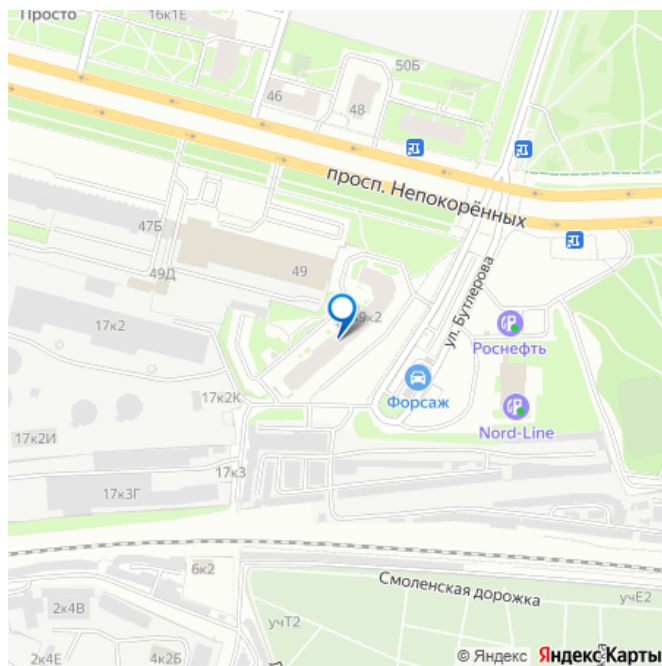 Просто
16к1Е
46
48
50Б
просп. Непокорённых
47Б
49Д
49
ул. Бутлерова
9к2
17к2
Роснефть
Форсаж
17к2К
Nord-Line
17к2И
17к3
17к3Г
6к2
Смоленская дорожка
2к4В
учТ2
учЕ2
2к4Е
4к2Б
© Яндекс Яндекс Карты